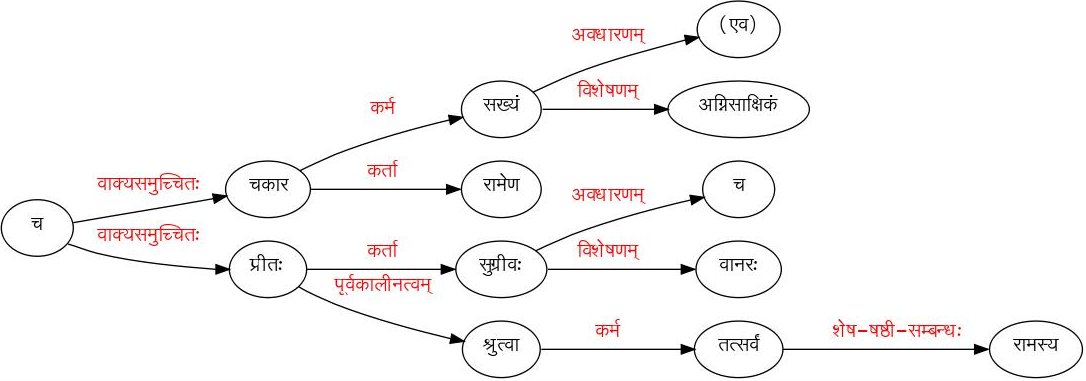 (एव)
अवधारणम्
विशेषणम्
सख्यं
अग्निसाक्षिकं
कर्म
वाक्यसमुच्चितः
चकार
कर्ता
रामेण
अवधारणम्
च
च
वाक्यसमुच्चितः
प्रीतः
कर्ता
सुग्रीवः
विशेषणम्
वानरः
पूर्वकालीनत्वम्
श्रुत्वा
कर्म
तत्सर्वं
शेष-षष्ठी-सम्बन्धः
रामस्य